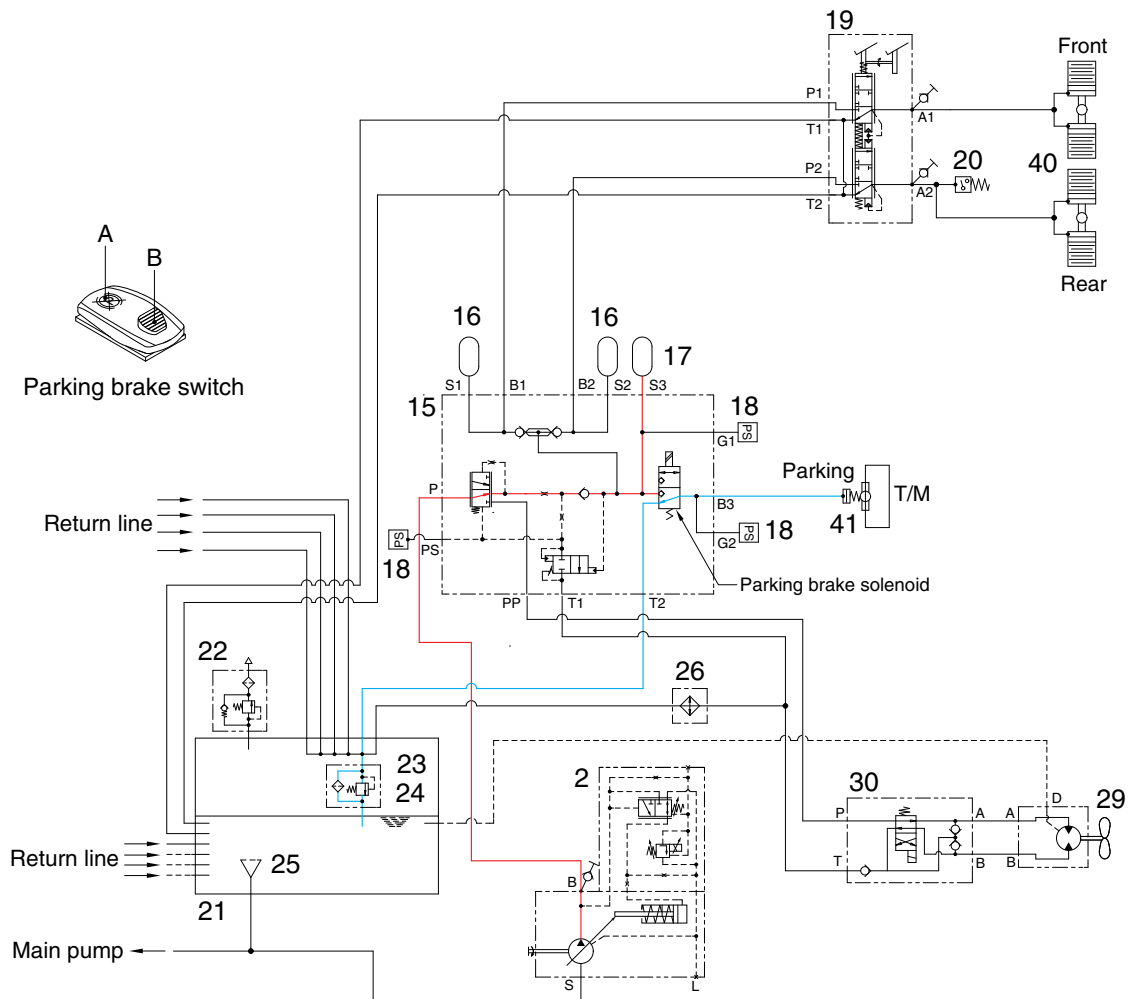 19
Front
P1
T1
A1
P2
20
40
A2
T2
A
B
Rear
Parking brake switch
16
16
17
S1
B1
B2
S2
S3
15
18
PS
G1
Parking
T/M
P
B3
Return line
41
PS
18
PS
PS
G2
18
Parking brake solenoid
PP
T1
T2
22
26
23
24
2
30
D
29
P
A
A
T
B
B
Return line
25
B
21
Main pump
S
L